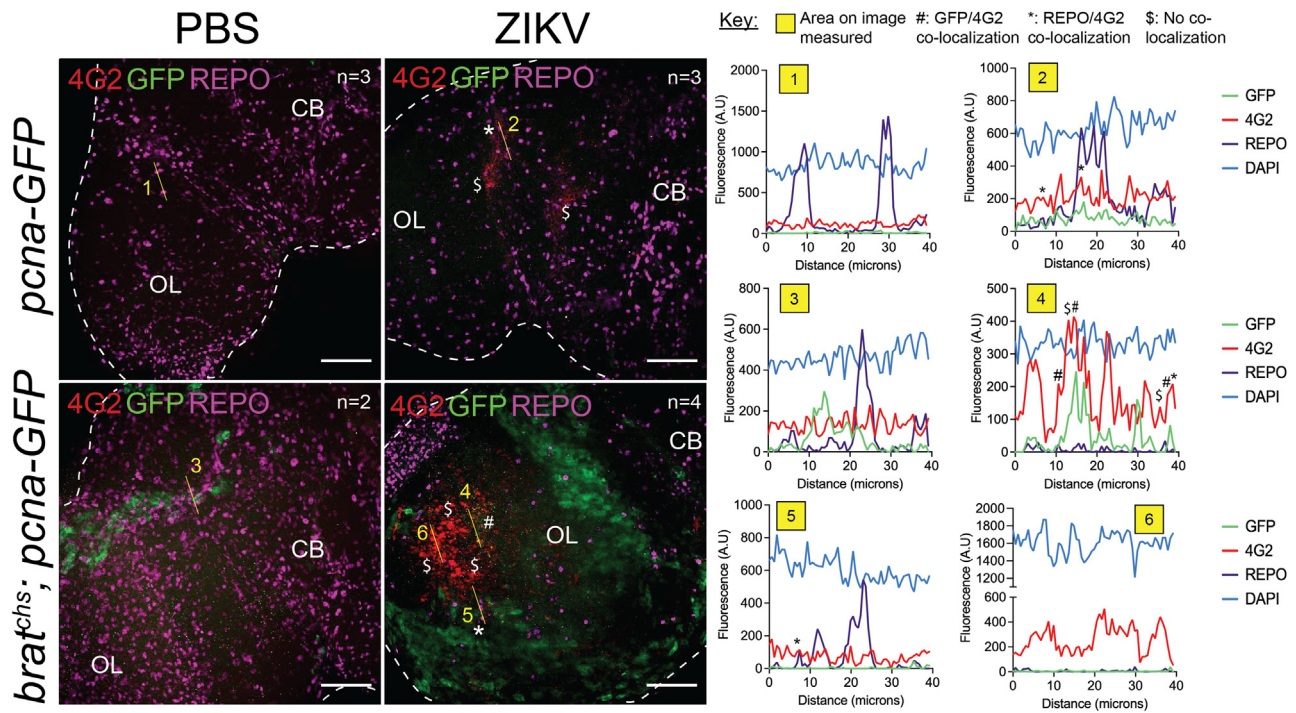 PBS
ZIKV
pcna-GFP
bratchs; pcna-GFP
4G2 GFP REPO
n=3
CB
1
OL
4G2 GFP REPO
n=3
*
2
$
$
CB
OL
4G2 GFP REPO
n=2
3
CB
OL
4G2 GFP REPO
n=4
CB
4
$
#
6
OL
$
$
5
*
Key:
Area on image
measured
#: GFP/4G2
co-localization
*: REPO/4G2
co-localization
$: No co-
localization
1
Fluorescence (A.U)
2000
1500
1000
500
0
0 10 20 30 40
Distance (microns)
2
Fluorescence (A.U)
1000
800
600
400
200
0
* *
0 10 20 30 40
Distance (microns)
GFP
4G2
REPO
DAPI
3
Fluorescence (A.U)
800
600
400
200
0
0 10 20 30 40
Distance (microns)
4
Fluorescence (A.U)
500
400
300
200
100
0
$#
#
$ # *
0 10 20 30 40
Distance (microns)
GFP
4G2
REPO
DAPI
5
Fluorescence (A.U)
1000
800
600
400
200
0
*
0 10 20 30 40
Distance (microns)
6
Fluorescence (A.U)
2000
1800
1600
1400
1200
1000
600
400
200
0
0 10 20 30 40
Distance (microns)
GFP
4G2
REPO
DAPI